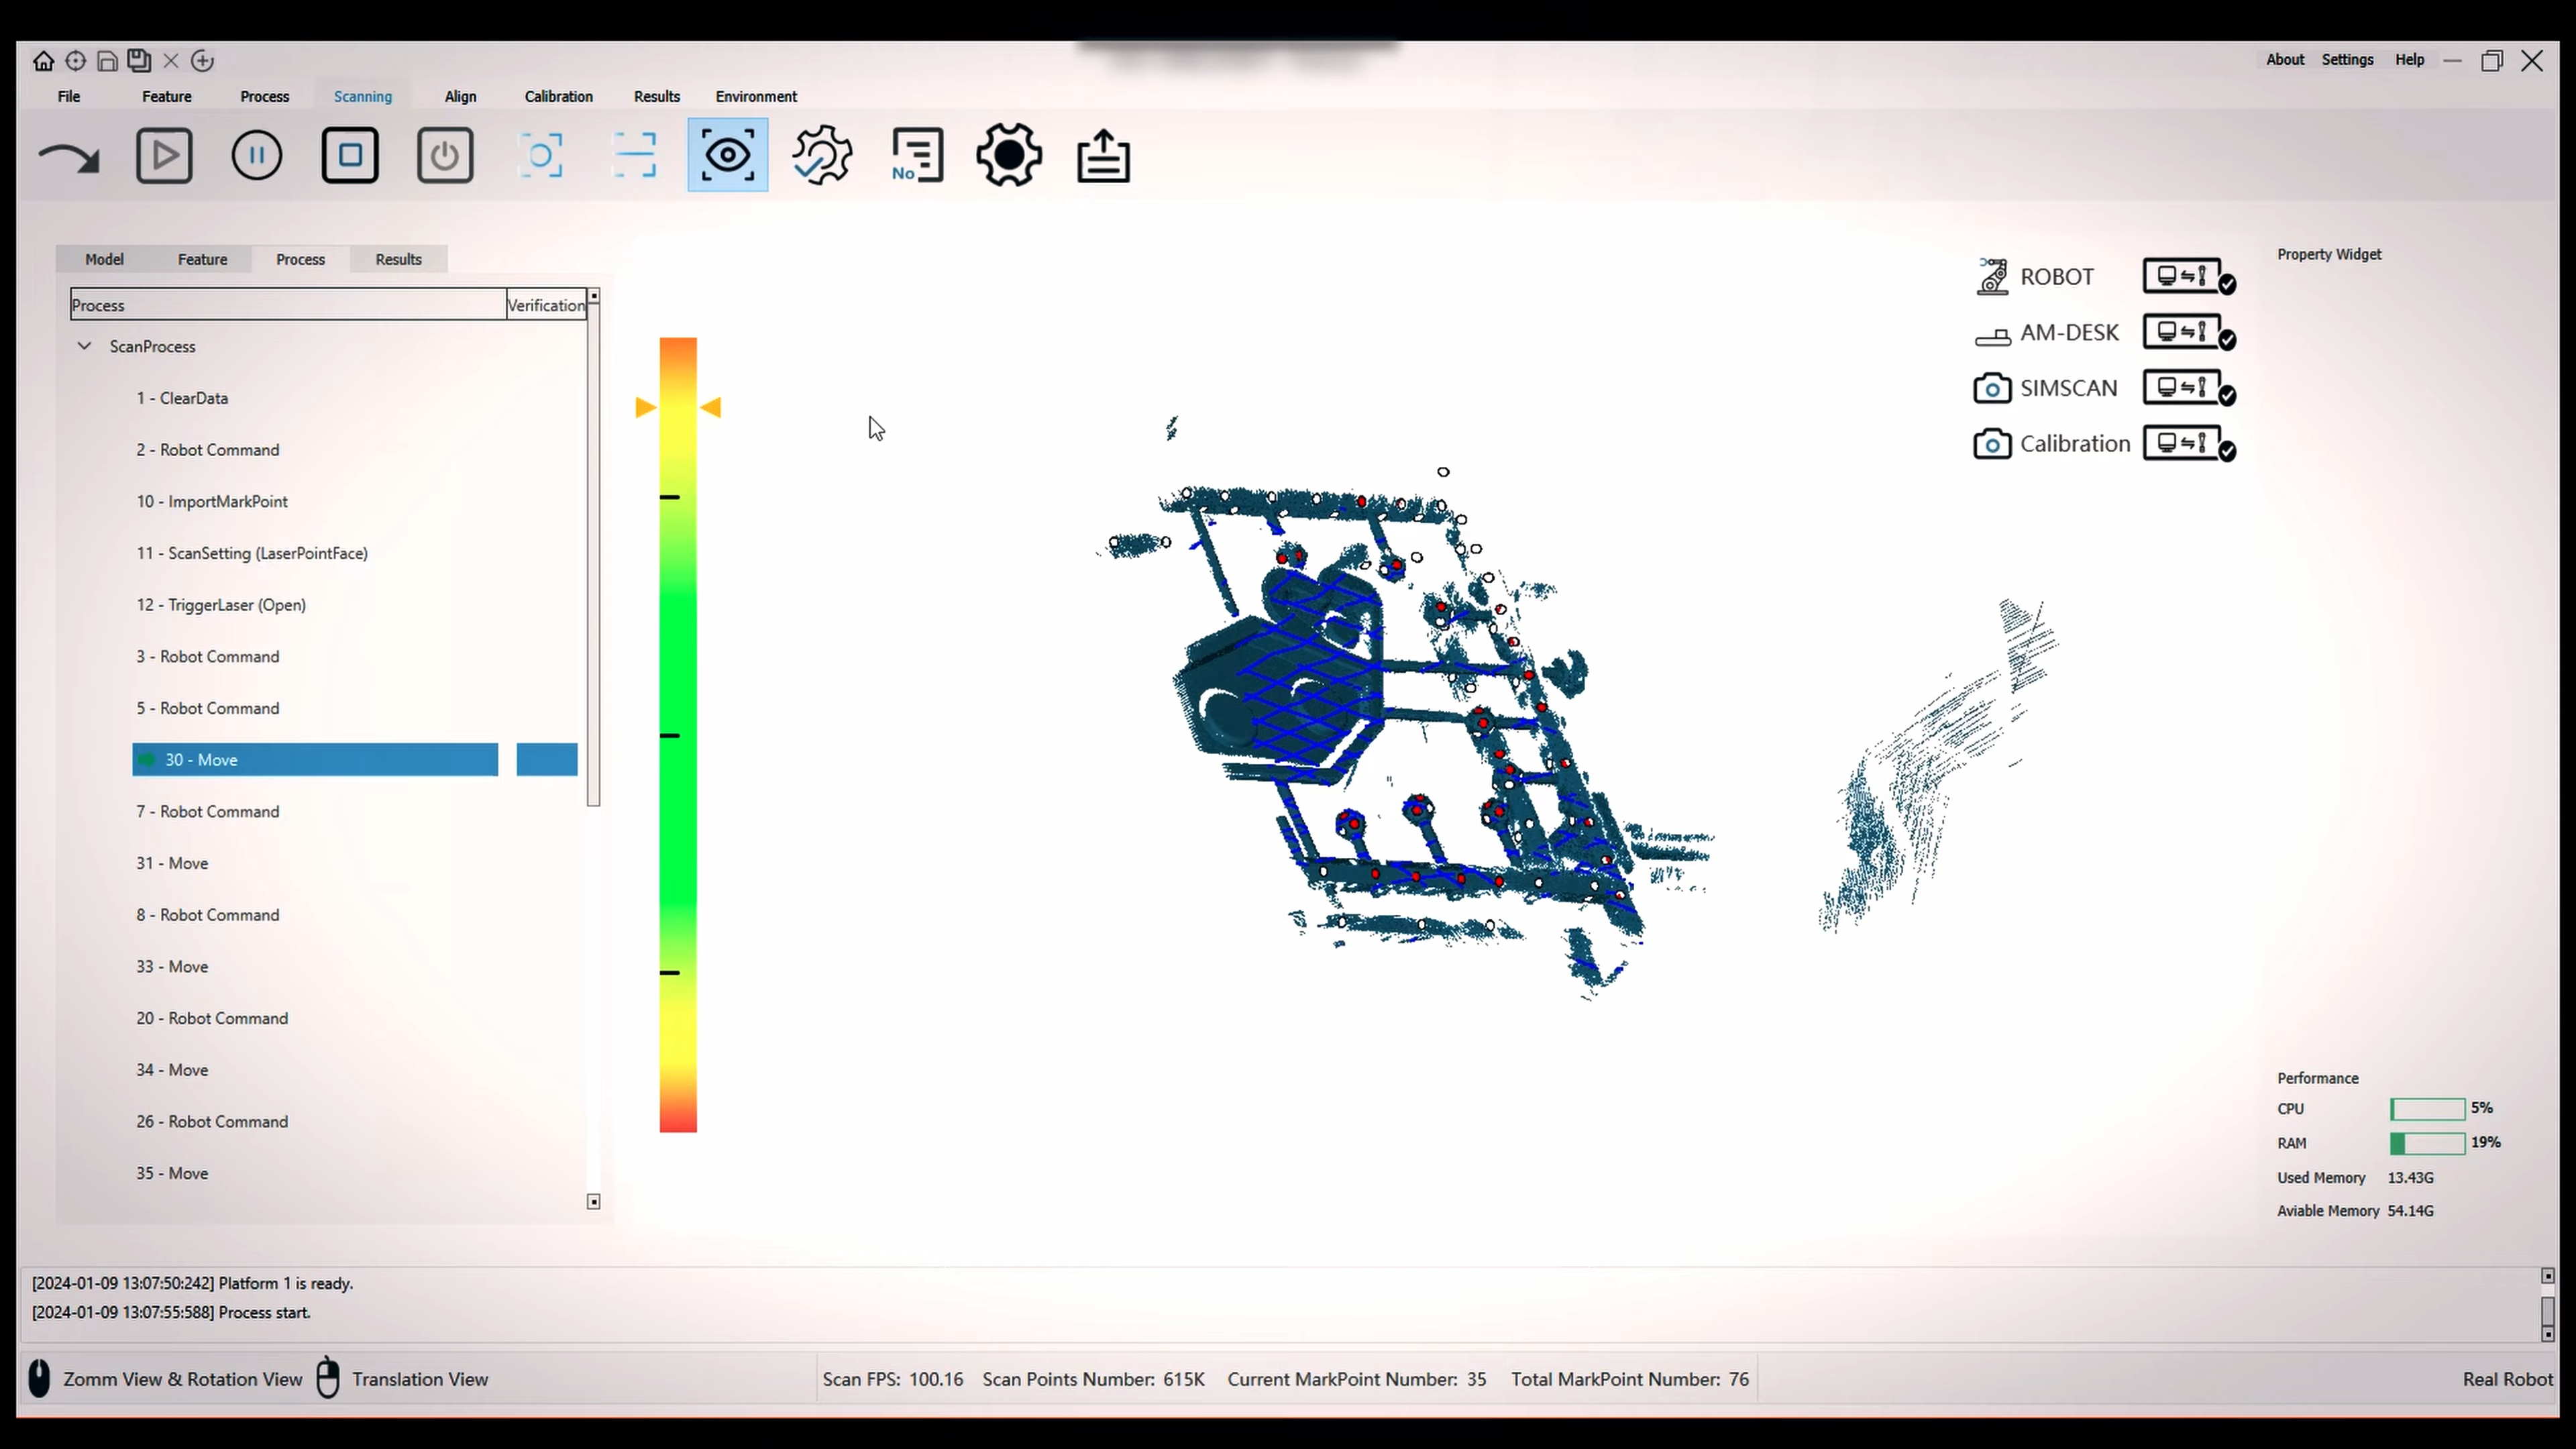 About Settings Help
File Feature Process Scanning Align Calibration Results Environment
No
Model Feature Process Results
Process Verification
ScanProcess
1 - ClearData
2 - Robot Command
10 - ImportMarkPoint
11 - ScanSetting (LaserPointFace)
12 - TriggerLaser (Open)
3 - Robot Command
5 - Robot Command
30 - Move
7 - Robot Command
31 - Move
8 - Robot Command
33 - Move
20 - Robot Command
34 - Move
26 - Robot Command
35 - Move
ROBOT
AM-DESK
SIMSCAN
Calibration
Property Widget
Performance
CPU 5%
RAM 19%
Used Memory 13.43G
Aviable Memory 54.14G
[2024-01-09 13:07:50:242] Platform 1 is ready.
[2024-01-09 13:07:55:588] Process start.
Zomm View & Rotation View Translation View Scan FPS: 100.16 Scan Points Number: 615K Current MarkPoint Number: 35 Total MarkPoint Number: 76 Real Robot